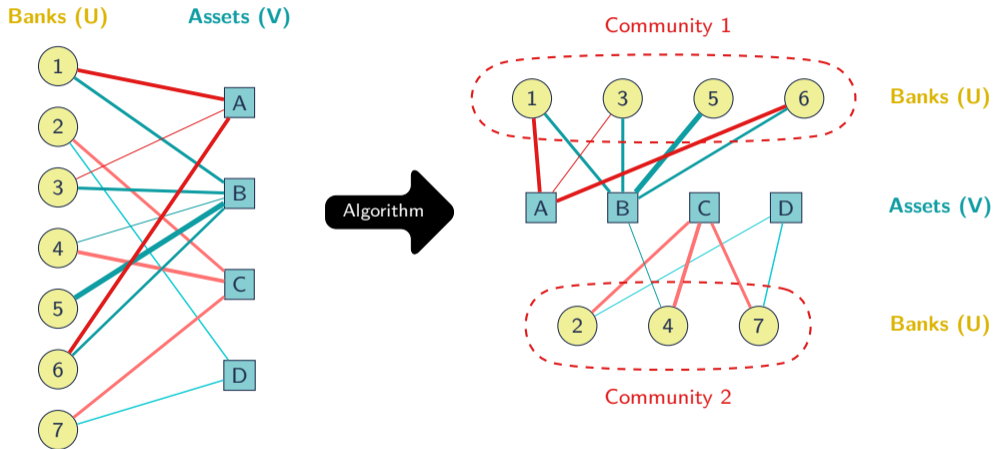 Banks (U)
Assets (V)
1
2
3
4
5
6
7
A
B
C
D
Algorithm
Community 1
1
3
5
6
Banks (U)
A
B
C
D
Assets (V)
2
4
7
Banks (U)
Community 2